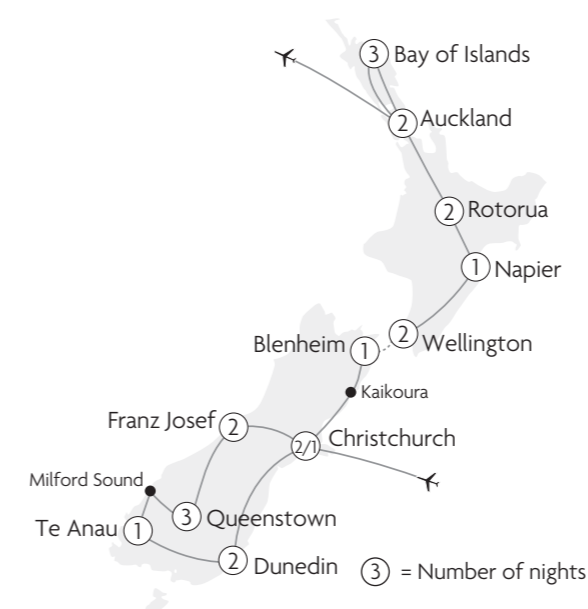 3 Bay of Islands
2 Auckland
2 Rotorua
1 Napier
2 Wellington
Blenheim 1
Kaikoura
Franz Josef 2
2/1 Christchurch
Milford Sound
3 Queenstown
Te Anau 1
2 Dunedin
3 = Number of nights